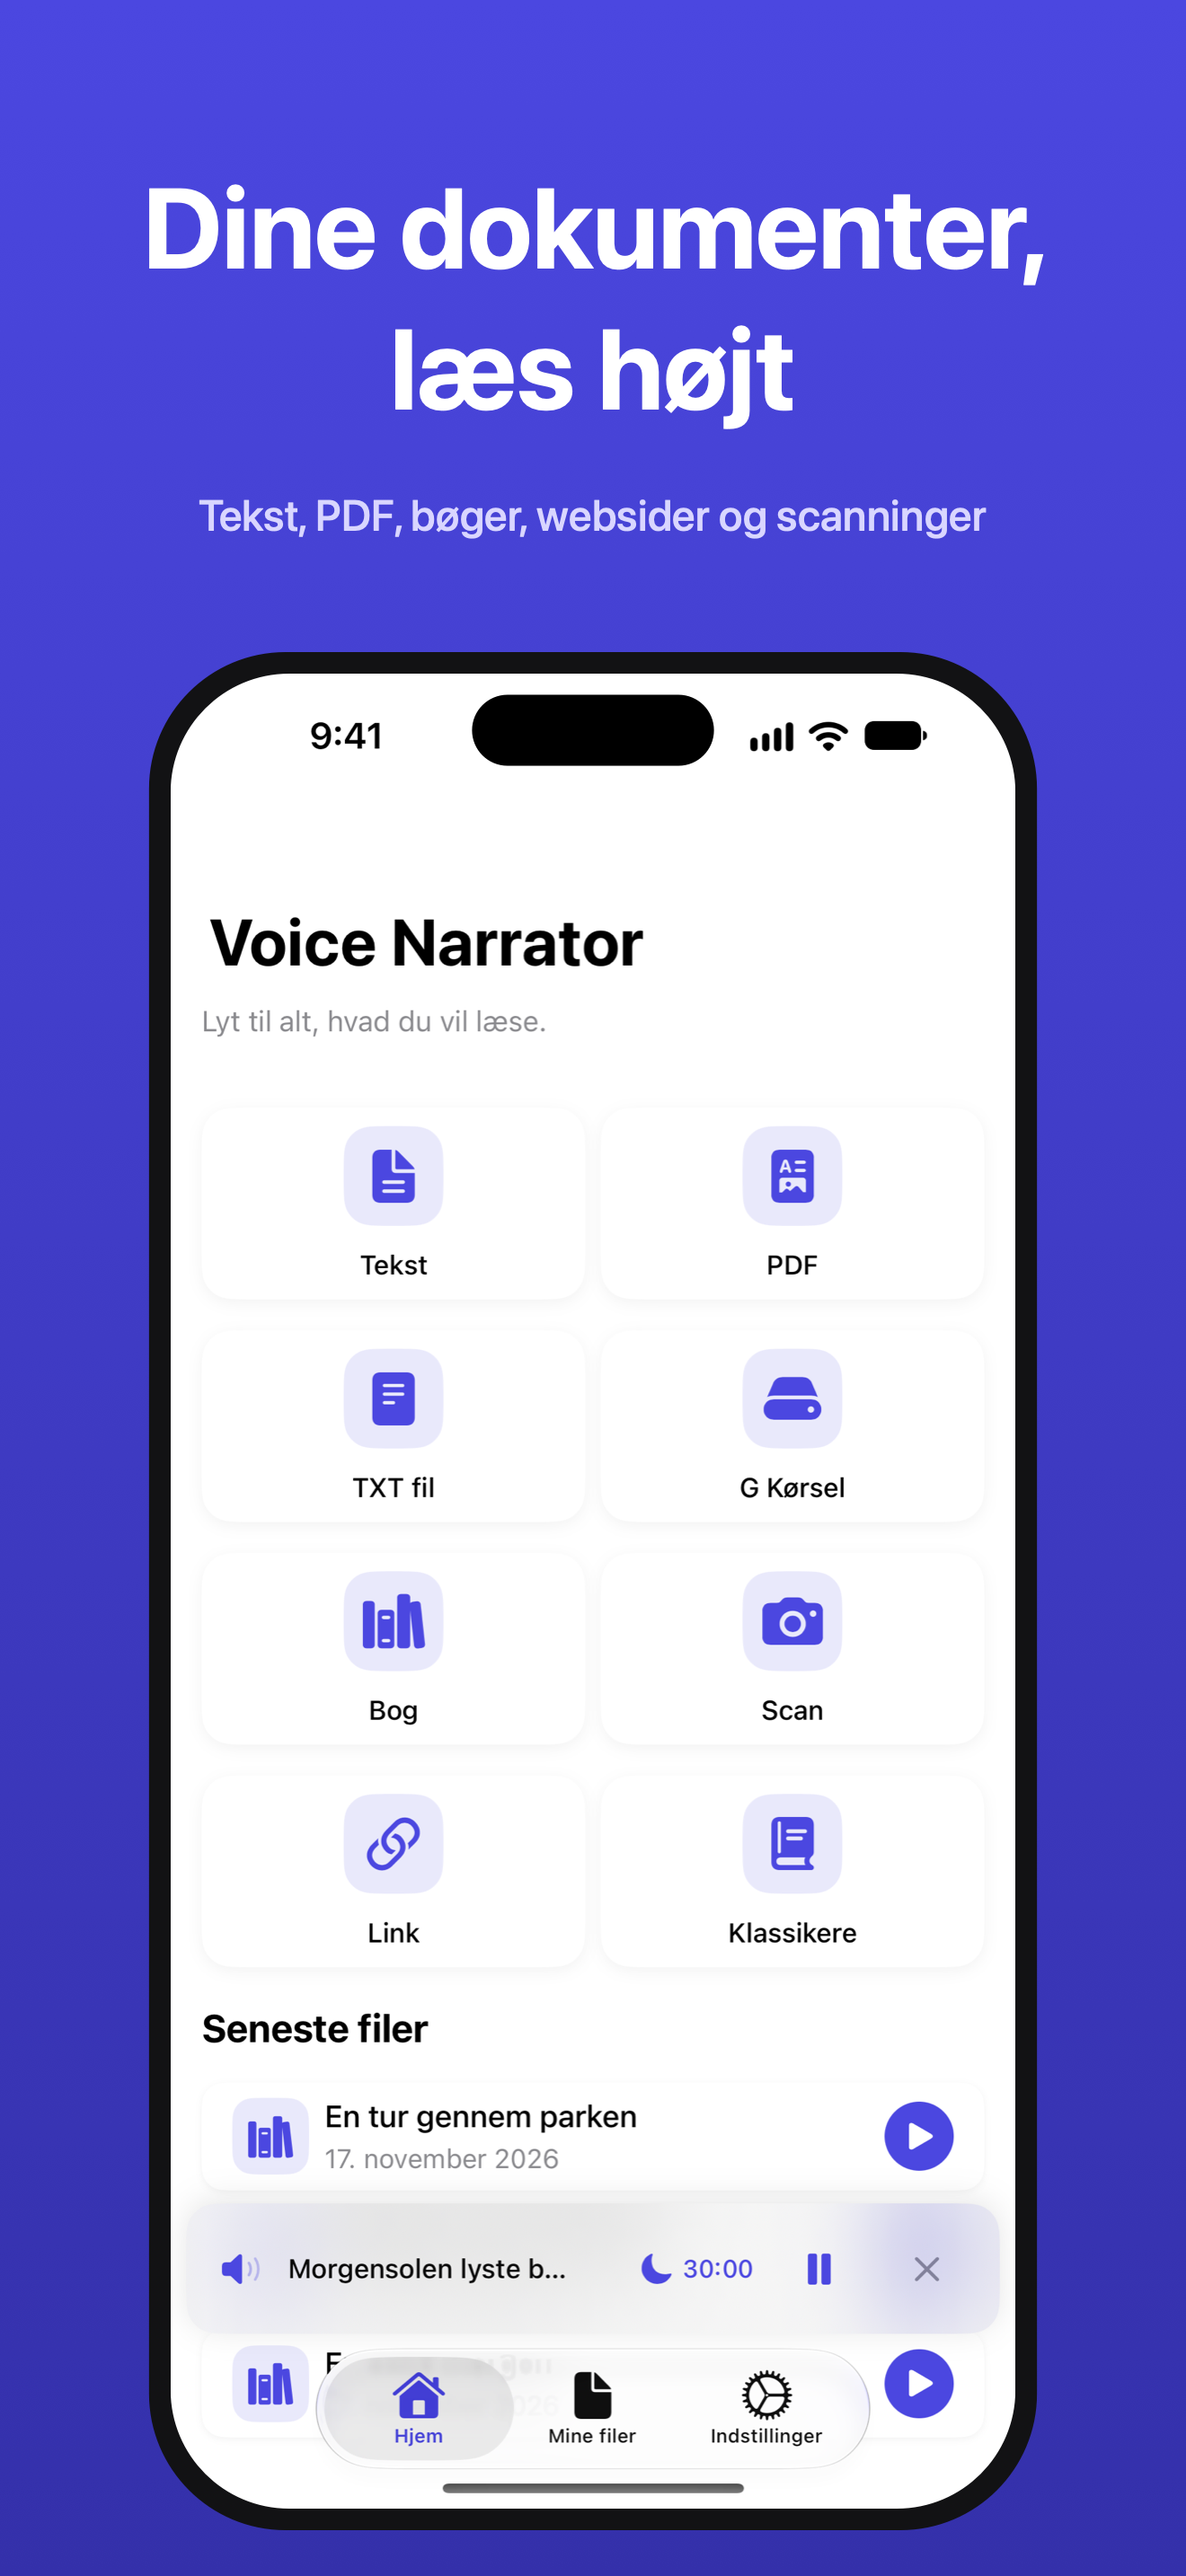 Dine dokumenter,
læs højt
Tekst, PDF, bøger, websider og scanninger
9:41
Voice Narrator
Lyt til alt, hvad du vil læse.
Tekst
PDF
TXT fil
G Kørsel
Bog
Scan
Link
Klassikere
Seneste filer
En tur gennem parken
17. november 2026
Morgensolen lyste b...
30:00
Hjem
Mine filer
Indstillinger